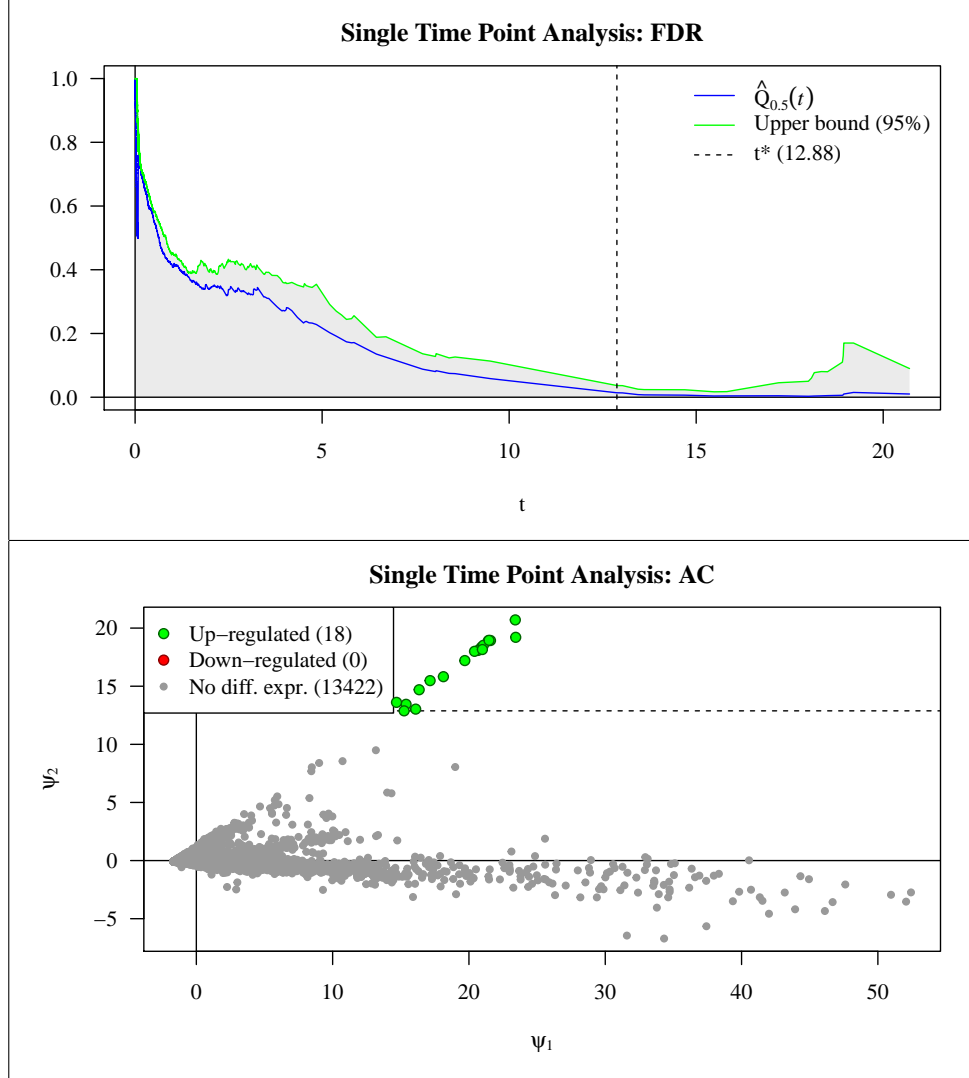 Single Time Point Analysis: FDR
1.0
0.8
0.6
0.4
0.2
0.0
Q̂0.5(t)
Upper bound (95%)
t* (12.88)
0 5 10 15 20
t
Single Time Point Analysis: AC
Up−regulated (18)
Down−regulated (0)
No diff. expr. (13422)
20
15
10
5
0
−5
ψ2
0 10 20 30 40 50
ψ1